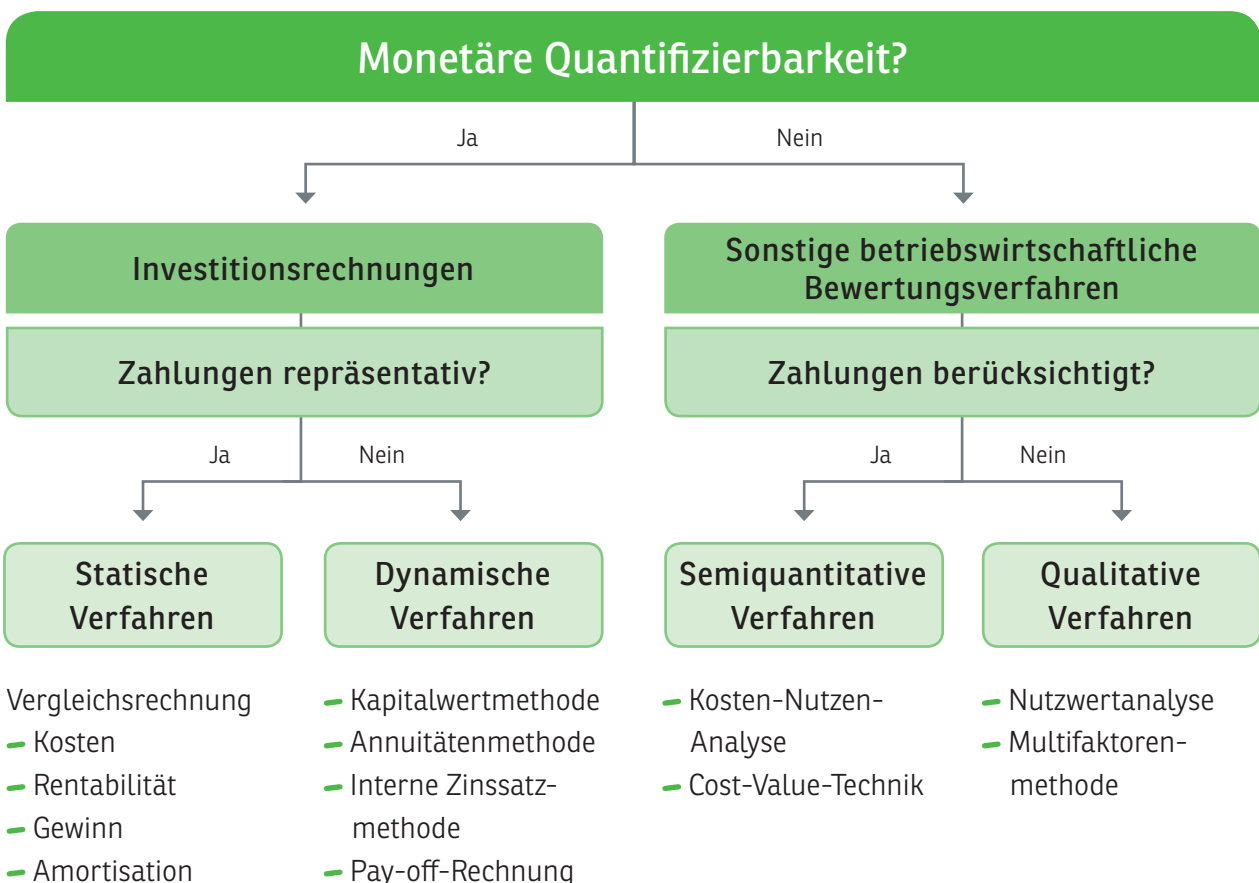 Monetäre Quantifizierbarkeit?
Ja
Nein
Investitionsrechnungen
Sonstige betriebswirtschaftliche
Bewertungsverfahren
Zahlungen repräsentativ?
Zahlungen berücksichtigt?
Ja
Nein
Ja
Nein
Statische
Verfahren
Dynamische
Verfahren
Semiquantitative
Verfahren
Qualitative
Verfahren
Vergleichsrechnung
– Kosten
– Rentabilität
– Gewinn
– Amortisation
– Kapitalwertmethode
– Annuitätenmethode
– Interne Zinssatz-
methode
– Pay-off-Rechnung
– Kosten-Nutzen-
Analyse
– Cost-Value-Technik
– Nutzwertanalyse
– Multifaktoren-
methode